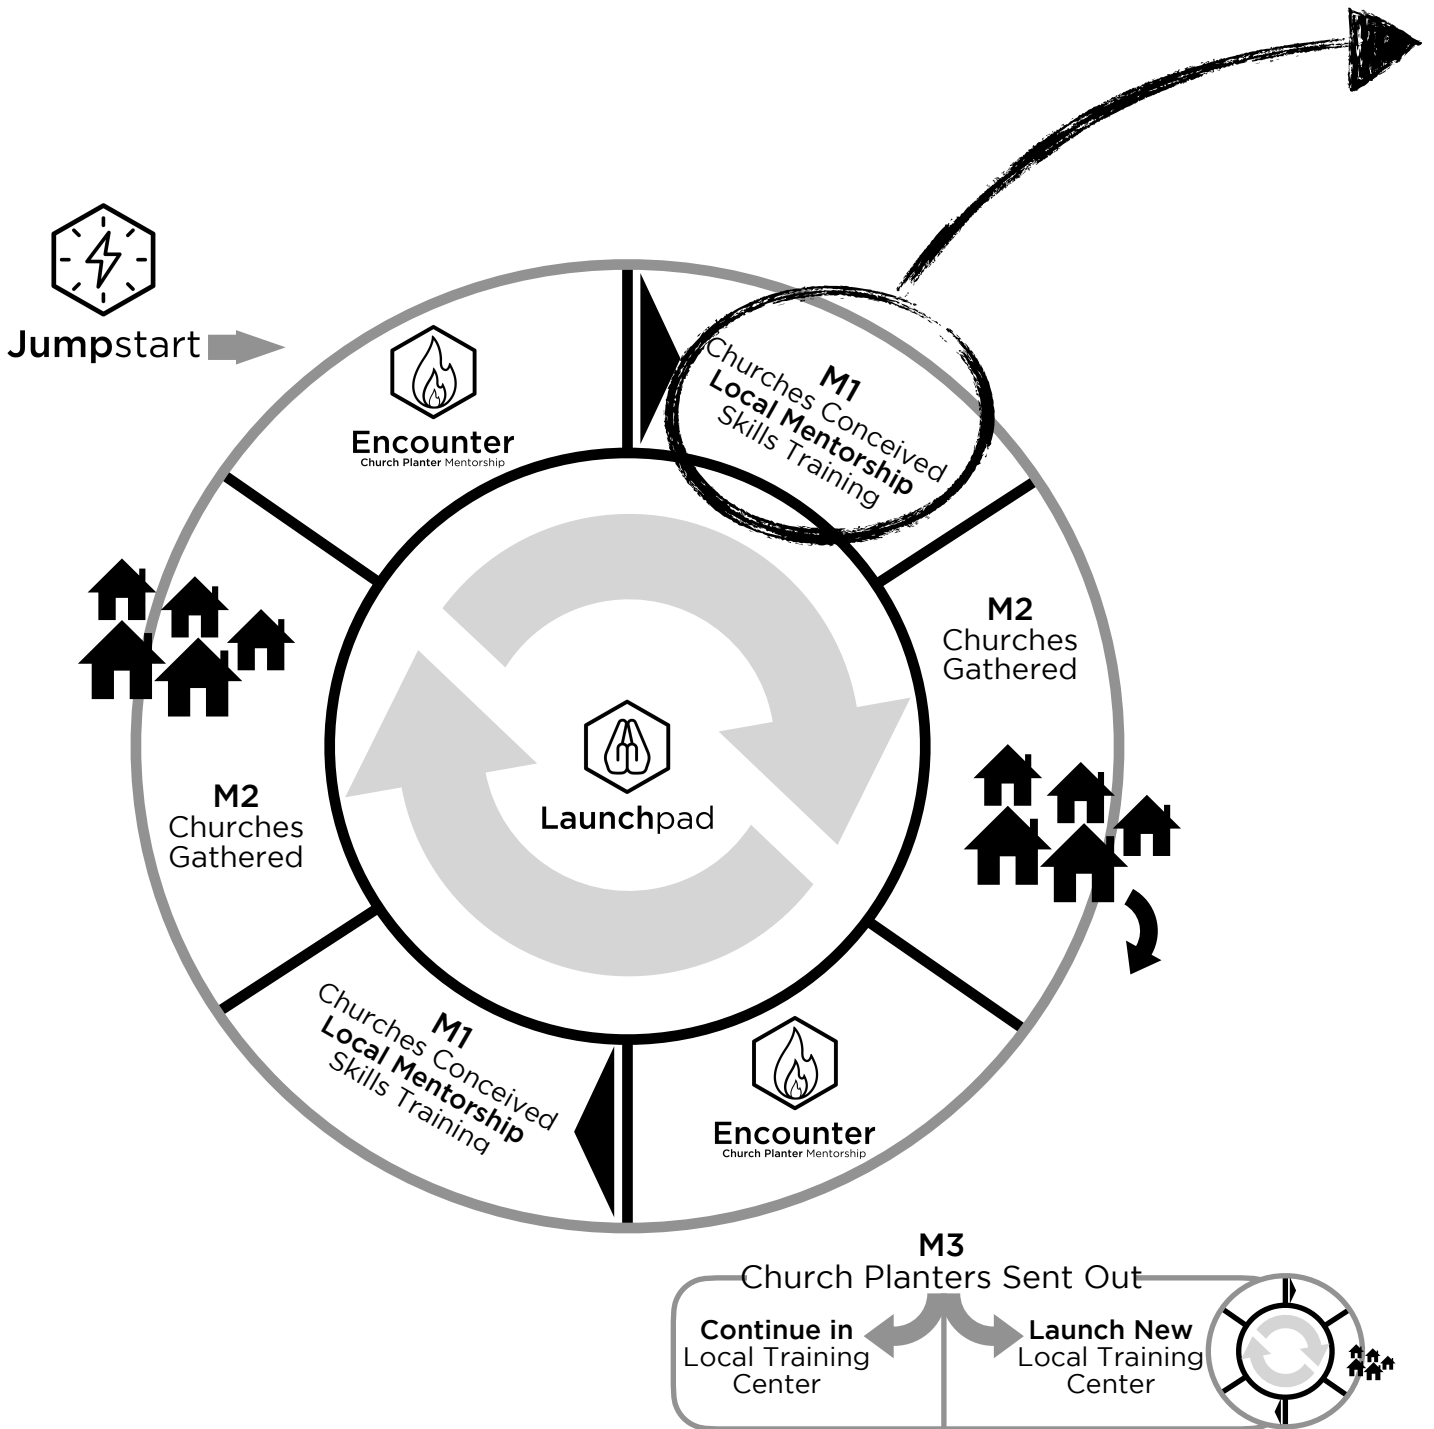 Jumpstart
Encounter
Church Planter Mentorship
M1
Churches Conceived
Local Mentorship
Skills Training
M2
Churches
Gathered
Launchpad
M2
Churches
Gathered
M1
Churches Conceived
Local Mentorship
Skills Training
Encounter
Church Planter Mentorship
M3
Church Planters Sent Out
Continue in
Local Training
Center
Launch New
Local Training
Center